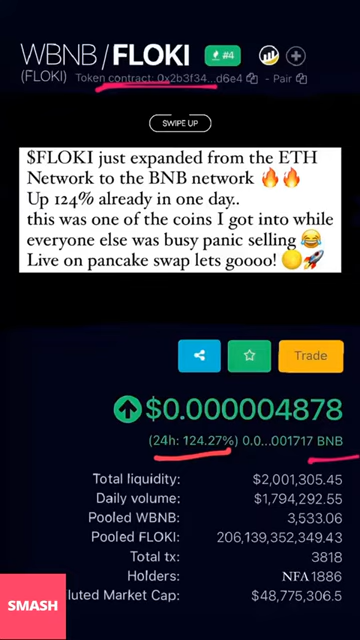 WBNB/FLOKI #4
(FLOKI) Token contract: 0x2b3f34...d6e4 - Pair
SWIPE UP
$FLOKI just expanded from the ETH
Network to the BNB network 🔥🔥
Up 124% already in one day..
this was one of the coins I got into while
everyone else was busy panic selling 😂
Live on pancake swap lets goooo! 🌕🚀
Trade
$0.000004878
(24h: 124.27%) 0.0...001717 BNB
Total liquidity: $2,001,305.45
Daily volume: $1,794,292.55
Pooled WBNB: 3,533.06
Pooled FLOKI: 206,139,352,349.43
Total tx: 3818
Holders: NFA 1886
luted Market Cap: $48,775,306.5
SMASH